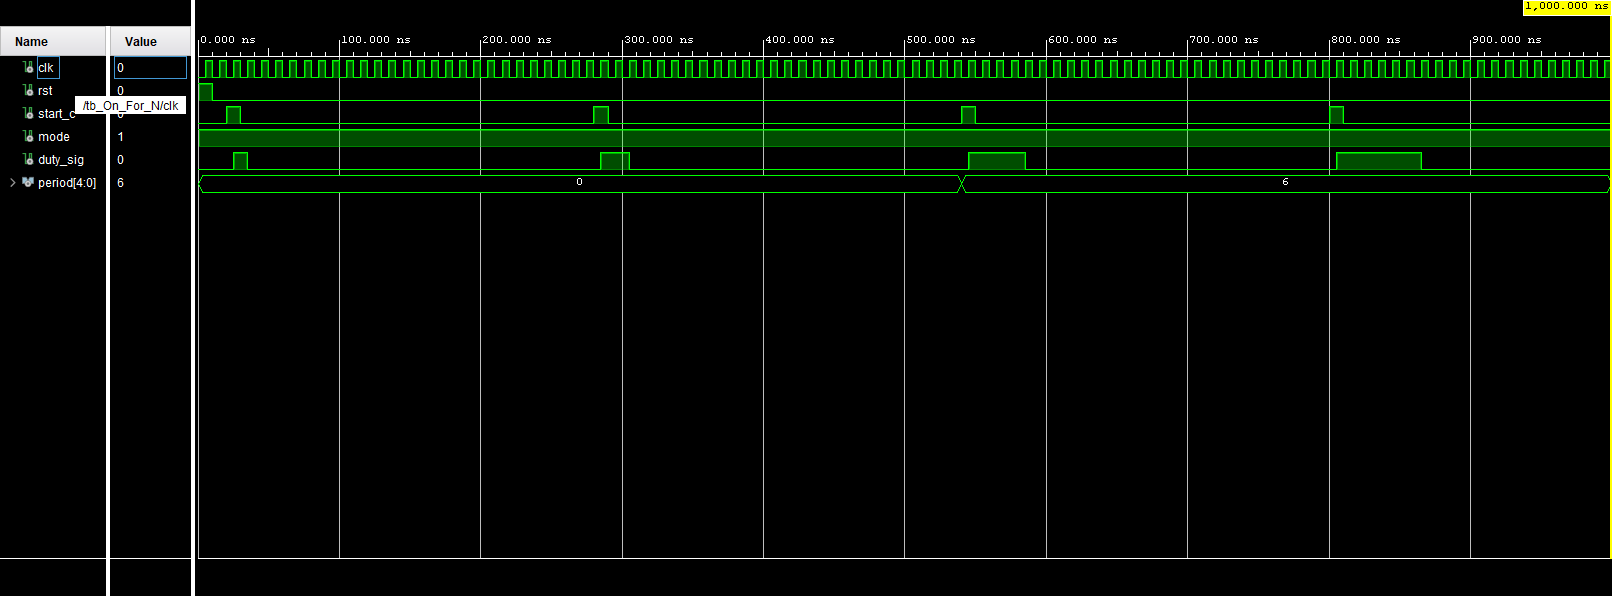 1,000.000 ns
Name Value
0.000 ns 100.000 ns 200.000 ns 300.000 ns 400.000 ns 500.000 ns 600.000 ns 700.000 ns 800.000 ns 900.000 ns
clk 0
rst 0
/tb_On_For_N/clk
start_c 0
mode 1
duty_sig 0
period[4:0] 6 0 6